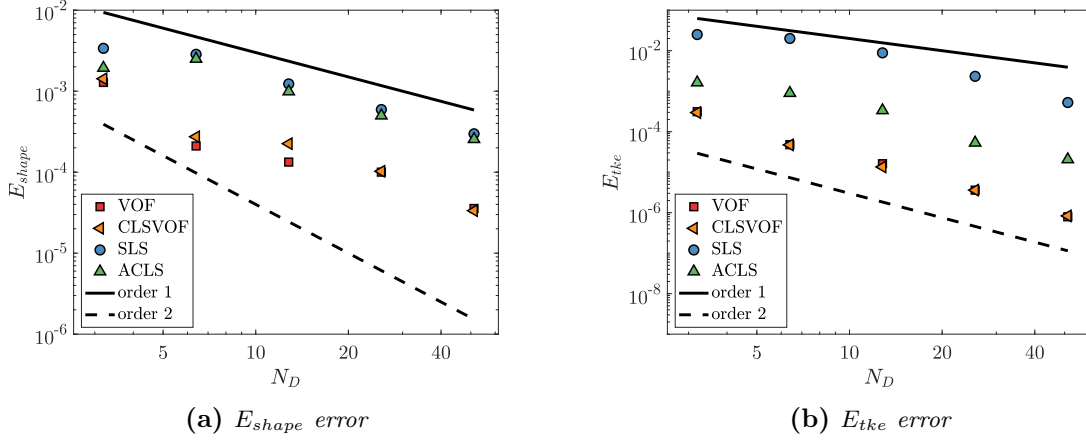 10^-2
10^-3
10^-4
10^-5
10^-6
E_shape
VOF
CLSVOF
SLS
ACLS
order 1
order 2
5 10 20 40
N_D
(a) E_shape error
10^-2
10^-4
10^-6
10^-8
E_tke
VOF
CLSVOF
SLS
ACLS
order 1
order 2
5 10 20 40
N_D
(b) E_tke error